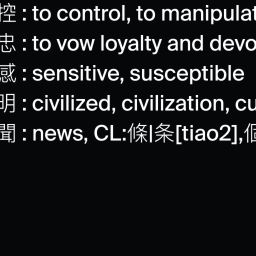 控 : to control, to manipulat
忠 : to vow loyalty and devo
感 : sensitive, susceptible
明 : civilized, civilization, cu
聞 : news, CL:條|条[tiao2],個